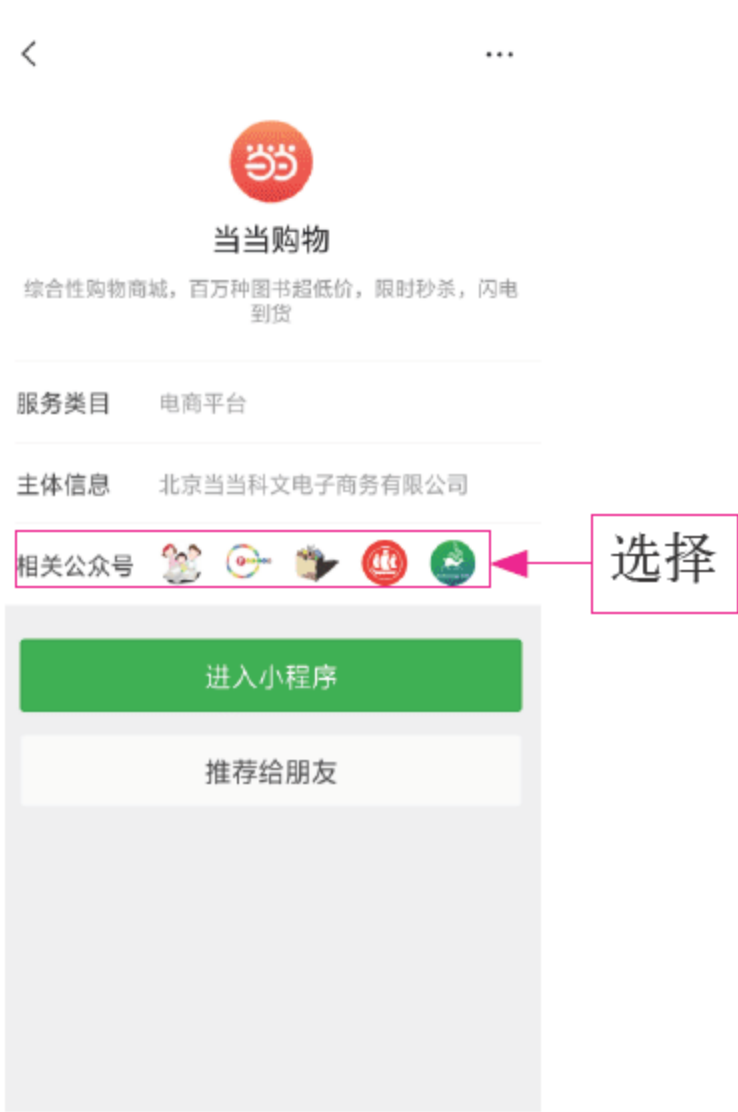 当当
当当购物
综合性购物商城，百万种图书超低价，限时秒杀，闪电
到货
服务类目 电商平台
主体信息 北京当当科文电子商务有限公司
相关公众号
选择
进入小程序
推荐给朋友